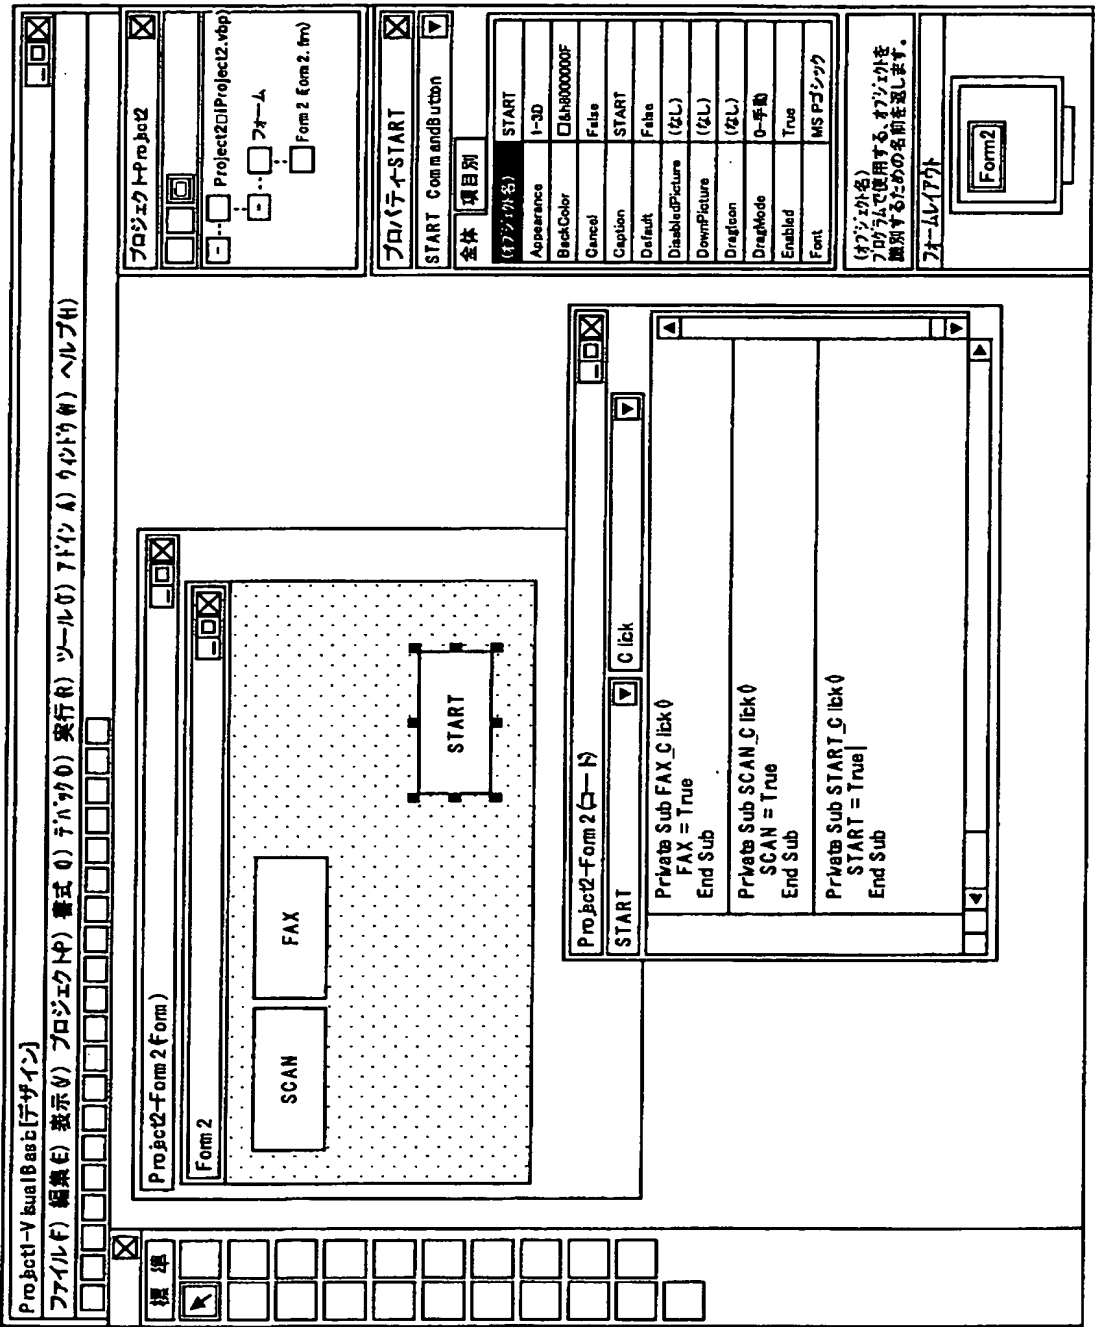 Project1-VisualBasic[デザイン]
ファイル(F) 編集(E) 表示(V) プロジェクト(P) 書式(O) デバッグ(D) 実行(R) ツール(T) アドイン(A) ウィンドウ(W) ヘルプ(H)
標準
Project2-Form2(Form)
Form2
SCAN
FAX
START
Project2-Form2(コード)
START
Click
Private Sub FAX_Click()
FAX = True
End Sub
Private Sub SCAN_Click()
SCAN = True
End Sub
Private Sub START_Click()
START = True
End Sub
プロジェクト-Project2
Project2□(Project2.vbp)
フォーム
Form2 (Form2.frm)
プロパティ-START
START CommandButton
全体 項目別
(オブジェクト名) START
Appearance 1-3D
BackColor □&h8000000F
Cancel False
Caption START
Default False
DisabledPicture (なし)
DownPicture (なし)
DragIcon (なし)
DragMode 0-手動
Enabled True
Font MS Pゴシック
(オブジェクト名)
プログラムで使用する、オブジェクトを
識別するための名前を返します。
フォームレイアウト
Form2